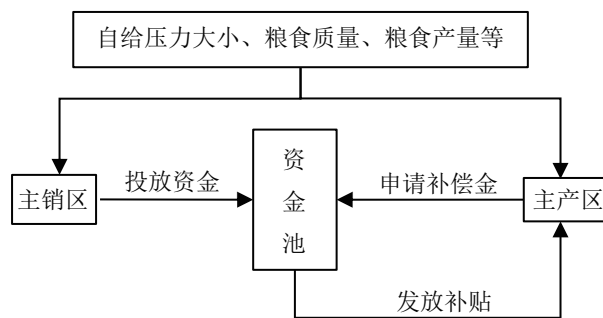 自给压力大小、粮食质量、粮食产量等
主销区
投放资金
资金池
申请补偿金
主产区
发放补贴